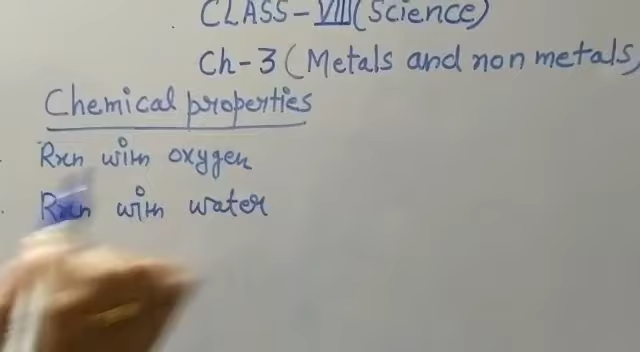 CLASS-VIII(Science)
Ch-3(Metals and non metals)
Chemical properties
Rxn with oxygen
Rxn with water